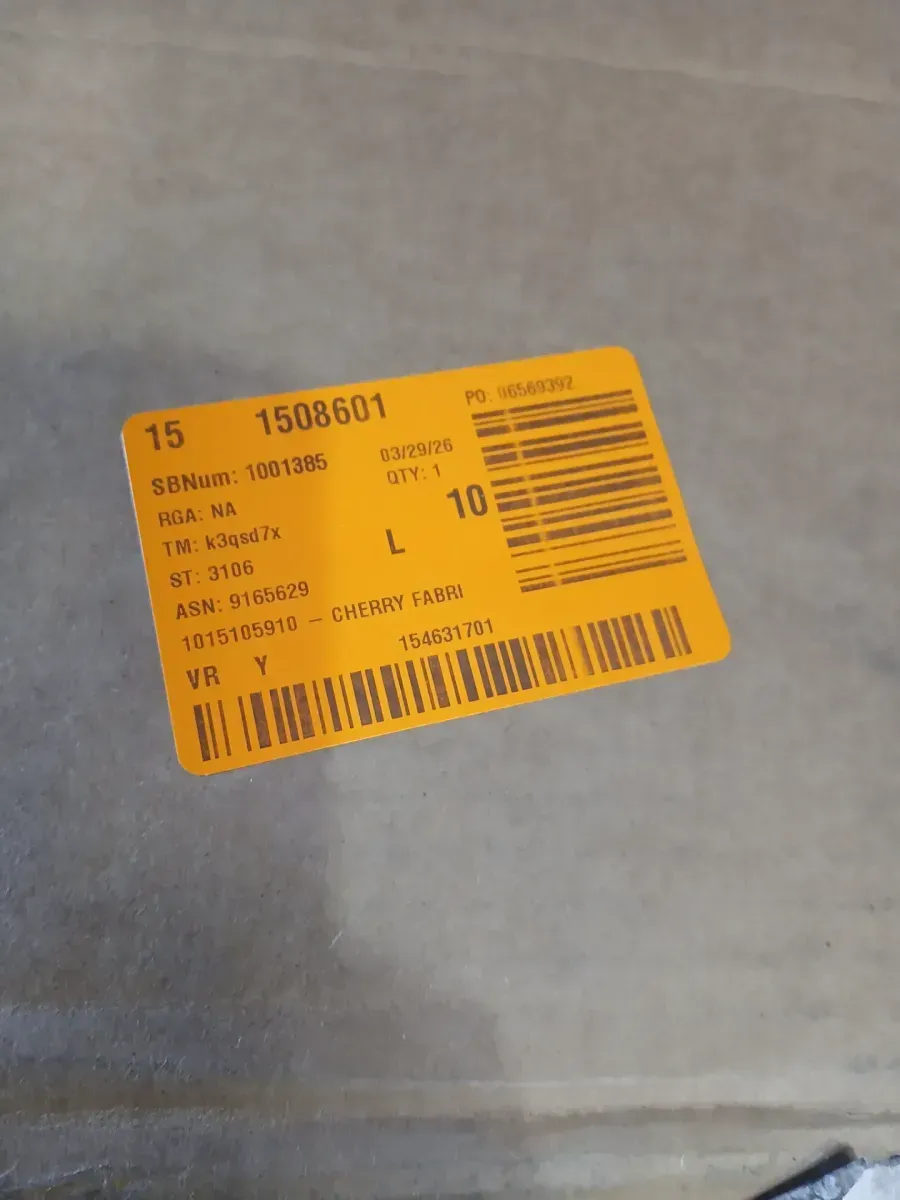 15 1508601
PO: 06569392
SBNum: 1001385
03/29/26
RGA: NA
QTY: 1
TM: k3qsd7x
L
10
ST: 3106
ASN: 9165629
1015105910 – CHERRY FABRI
VR Y
154631701